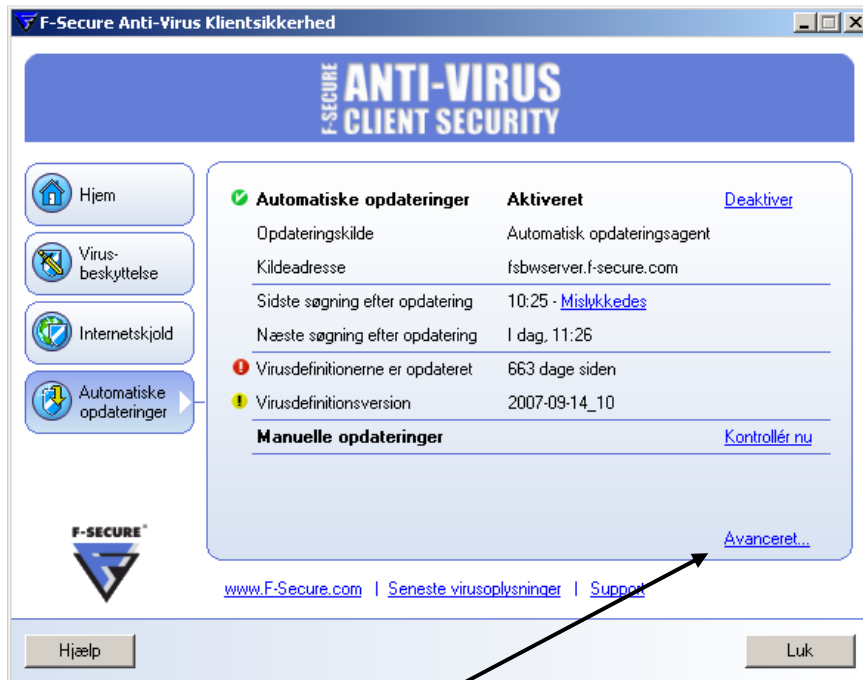 F-Secure Anti-Virus Klientsikkerhed
F-SECURE ANTI-VIRUS
CLIENT SECURITY
Hjem
Virus-
beskyttelse
Internetskjold
Automatiske
opdateringer
Automatiske opdateringer Aktiveret Deaktiver
Opdateringskilde Automatisk opdateringsagent
Kildeadresse fsbwserver.f-secure.com
Sidste søgning efter opdatering 10:25 - Mislykkedes
Næste søgning efter opdatering I dag, 11:26
Virusdefinitionerne er opdateret 663 dage siden
Virusdefinitionsversion 2007-09-14_10
Manuelle opdateringer Kontrollér nu
Avanceret...
F-SECURE®
www.F-Secure.com | Seneste virusoplysninger | Support
Hjælp Luk